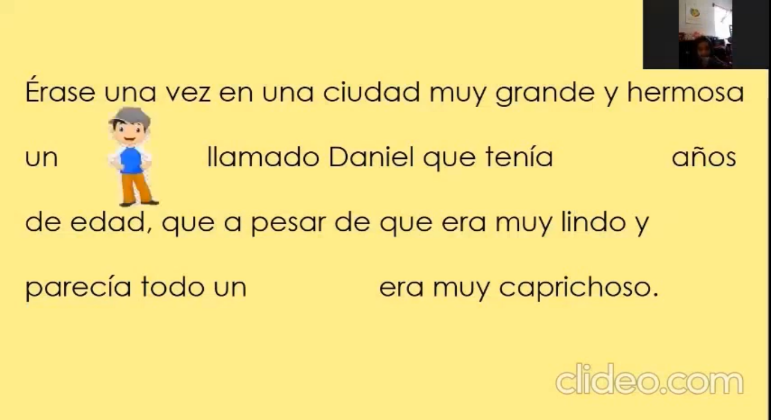 Érase una vez en una ciudad muy grande y hermosa
un llamado Daniel que tenía años
de edad, que a pesar de que era muy lindo y
parecía todo un era muy caprichoso.
clideo.com